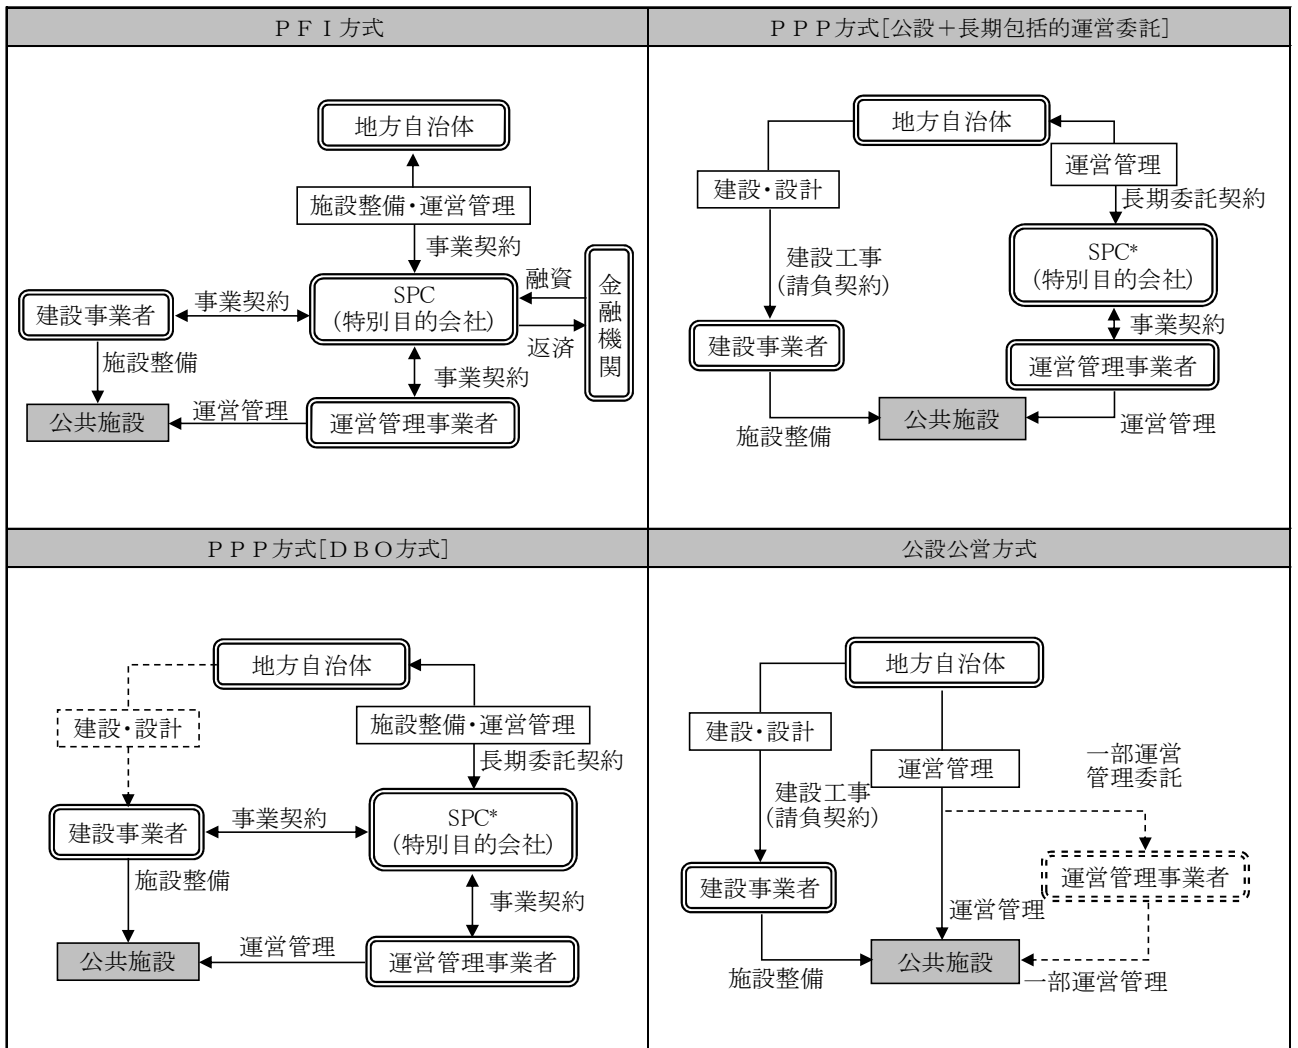 ＰＦＩ方式
地方自治体
施設整備・運営管理
事業契約
SPC
(特別目的会社)
融資
返済
金融機関
建設事業者
事業契約
施設整備
事業契約
公共施設
運営管理
運営管理事業者
ＰＰＰ方式[公設＋長期包括的運営委託]
地方自治体
建設・設計
運営管理
長期委託契約
建設工事
(請負契約)
SPC*
(特別目的会社)
建設事業者
事業契約
運営管理事業者
施設整備
公共施設
運営管理
ＰＰＰ方式[ＤＢＯ方式]
地方自治体
建設・設計
施設整備・運営管理
長期委託契約
建設事業者
事業契約
SPC*
(特別目的会社)
施設整備
事業契約
公共施設
運営管理
運営管理事業者
公設公営方式
地方自治体
建設・設計
運営管理
一部運営
管理委託
建設工事
(請負契約)
建設事業者
運営管理事業者
運営管理
施設整備
公共施設
一部運営管理